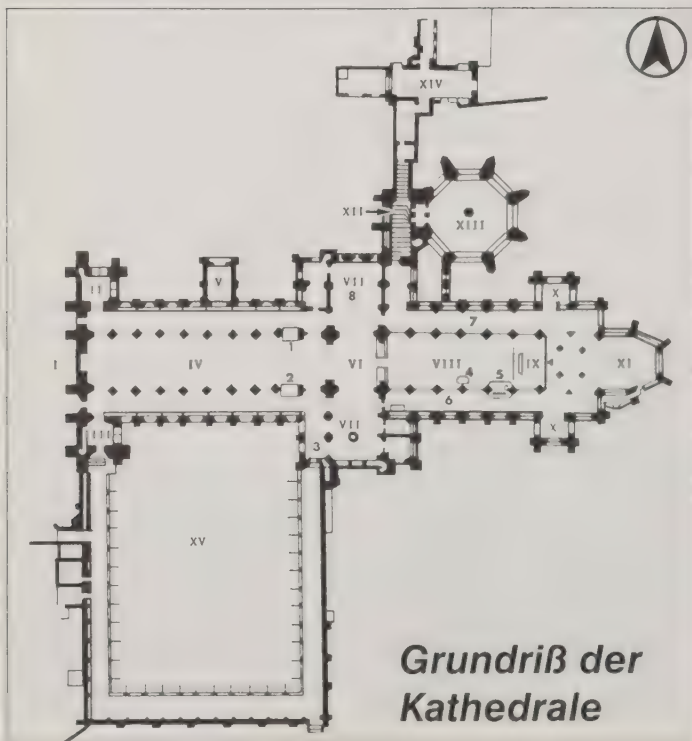 XIV
XII
XIII
II
V
VII
8
X
7
1
I
IV
VI
VIII
IX
XI
2
4
5
6
III
VII
3
X
XV
Grundriß der
Kathedrale